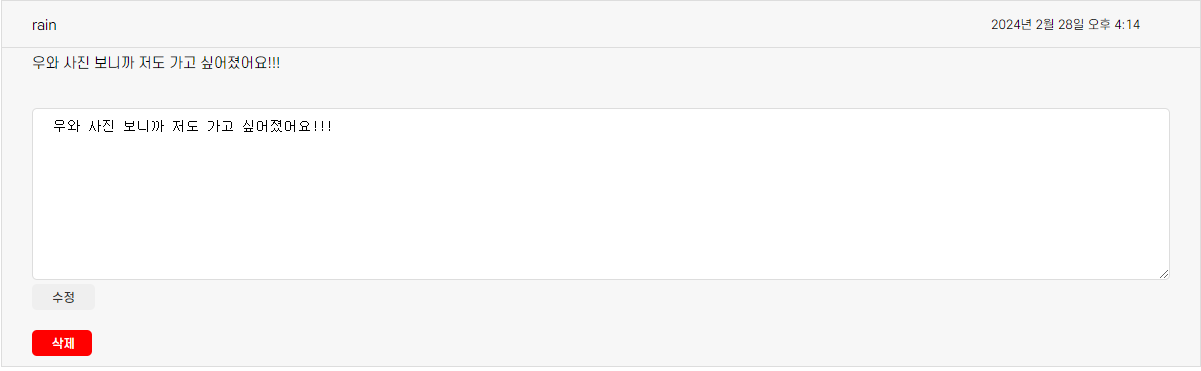 rain
2024년 2월 28일 오후 4:14
우와 사진 보니까 저도 가고 싶어졌어요!!!
우와 사진 보니까 저도 가고 싶어졌어요!!!
수정
삭제